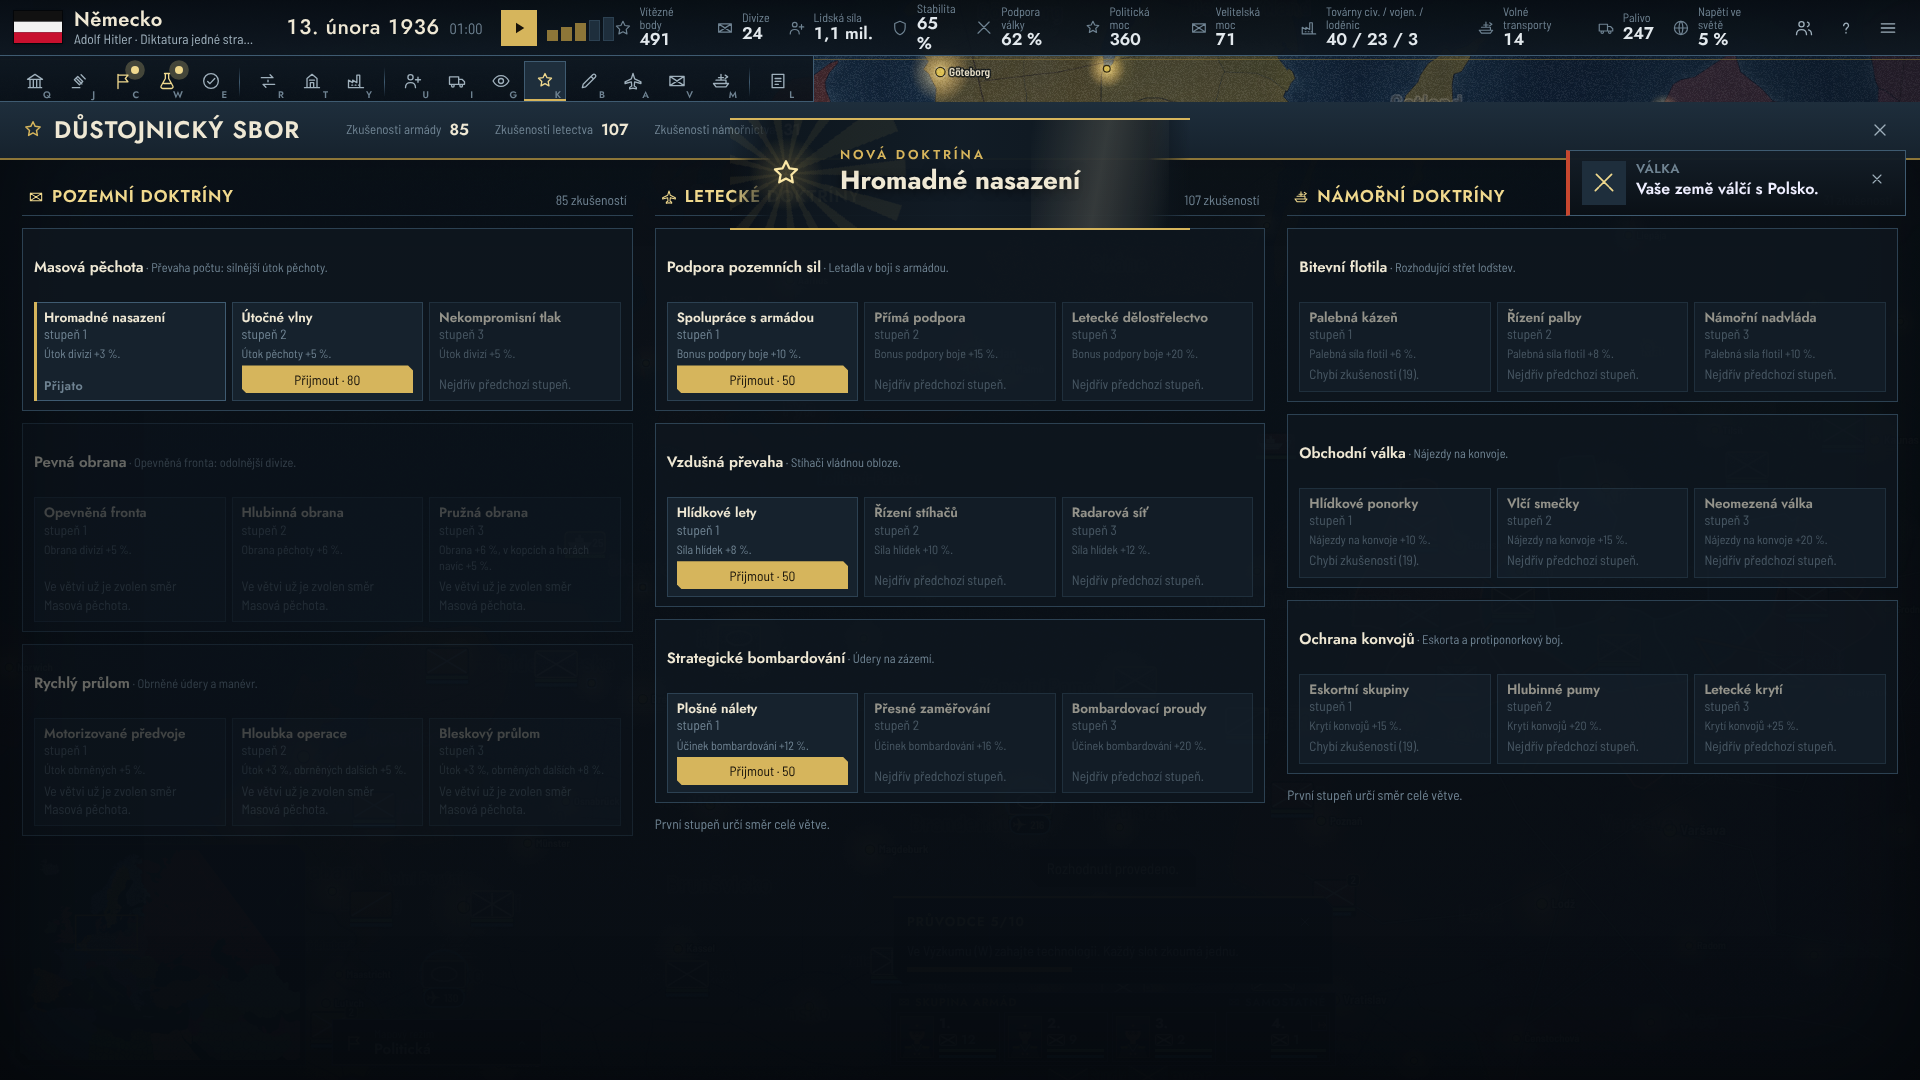 Německo
Adolf Hitler · Diktatura jedné stra...
13. února 1936 01:00
Vítězné body 491
Divize 24
Lidská síla 1,1 mil.
Stabilita 65 %
Podpora války 62 %
Politická moc 360
Velitelská moc 71
Továrny civ. / vojen. / loděnic 40 / 23 / 3
Volné transporty 14
Palivo 247
Napětí ve světě 5 %
?
Q J C W E R T Y U I G K B A V M L
Göteborg
DŮSTOJNICKÝ SBOR
Zkušenosti armády 85
Zkušenosti letectva 107
Zkušenosti námořnic
NOVÁ DOKTRÍNA
Hromadné nasazení
VÁLKA
Vaše země válčí s Polsko.
POZEMNÍ DOKTRÍNY
85 zkušeností
Masová pěchota · Převaha počtu: silnější útok pěchoty.
Hromadné nasazení
stupeň 1
Útok divizí +3 %.
Přijato
Útočné vlny
stupeň 2
Útok pěchoty +5 %.
Přijmout · 80
Nekompromisní tlak
stupeň 3
Útok divizí +5 %.
Nejdřív předchozí stupeň.
Pevná obrana · Opevněná fronta: odolnější divize.
Opevněná fronta
stupeň 1
Obrana divizí +5 %.
Ve větvi už je zvolen směr
Masová pěchota.
Hlubinná obrana
stupeň 2
Obrana pěchoty +6 %.
Ve větvi už je zvolen směr
Masová pěchota.
Pružná obrana
stupeň 3
Obrana +6 %, v kopcích a horách
navíc +5 %.
Ve větvi už je zvolen směr
Masová pěchota.
Rychlý průlom · Obrněné údery a manévr.
Motorizované předvoje
stupeň 1
Útok obrněných +5 %.
Ve větvi už je zvolen směr
Masová pěchota.
Hloubka operace
stupeň 2
Útok +3 %, obrněných dalších +5 %.
Ve větvi už je zvolen směr
Masová pěchota.
Bleskový průlom
stupeň 3
Útok +3 %, obrněných dalších +8 %.
Ve větvi už je zvolen směr
Masová pěchota.
LETECKÉ DOKTRÍNY
107 zkušeností
Podpora pozemních sil · Letadla v boji s armádou.
Spolupráce s armádou
stupeň 1
Bonus podpory boje +10 %.
Přijmout · 50
Přímá podpora
stupeň 2
Bonus podpory boje +15 %.
Nejdřív předchozí stupeň.
Letecké dělostřelectvo
stupeň 3
Bonus podpory boje +20 %.
Nejdřív předchozí stupeň.
Vzdušná převaha · Stíhači vládnou obloze.
Hlídkové lety
stupeň 1
Síla hlídek +8 %.
Přijmout · 50
Řízení stíhačů
stupeň 2
Síla hlídek +10 %.
Nejdřív předchozí stupeň.
Radarová síť
stupeň 3
Síla hlídek +12 %.
Nejdřív předchozí stupeň.
Strategické bombardování · Údery na zázemí.
Plošné nálety
stupeň 1
Účinek bombardování +12 %.
Přijmout · 50
Přesné zaměřování
stupeň 2
Účinek bombardování +16 %.
Nejdřív předchozí stupeň.
Bombardovací proudy
stupeň 3
Účinek bombardování +20 %.
Nejdřív předchozí stupeň.
První stupeň určí směr celé větve.
NÁMOŘNÍ DOKTRÍNY
Bitevní flotila · Rozhodující střet loďstev.
Palebná kázeň
stupeň 1
Palebná síla flotil +6 %.
Chybí zkušenosti (19).
Řízení palby
stupeň 2
Palebná síla flotil +8 %.
Nejdřív předchozí stupeň.
Námořní nadvláda
stupeň 3
Palebná síla flotil +10 %.
Nejdřív předchozí stupeň.
Obchodní válka · Nájezdy na konvoje.
Hlídkové ponorky
stupeň 1
Nájezdy na konvoje +10 %.
Chybí zkušenosti (19).
Vlčí smečky
stupeň 2
Nájezdy na konvoje +15 %.
Nejdřív předchozí stupeň.
Neomezená válka
stupeň 3
Nájezdy na konvoje +20 %.
Nejdřív předchozí stupeň.
Ochrana konvojů · Eskorta a protiponorkový boj.
Eskortní skupiny
stupeň 1
Krytí konvojů +15 %.
Chybí zkušenosti (19).
Hlubinné pumy
stupeň 2
Krytí konvojů +20 %.
Nejdřív předchozí stupeň.
Letecké krytí
stupeň 3
Krytí konvojů +25 %.
Nejdřív předchozí stupeň.
První stupeň určí směr celé větve.